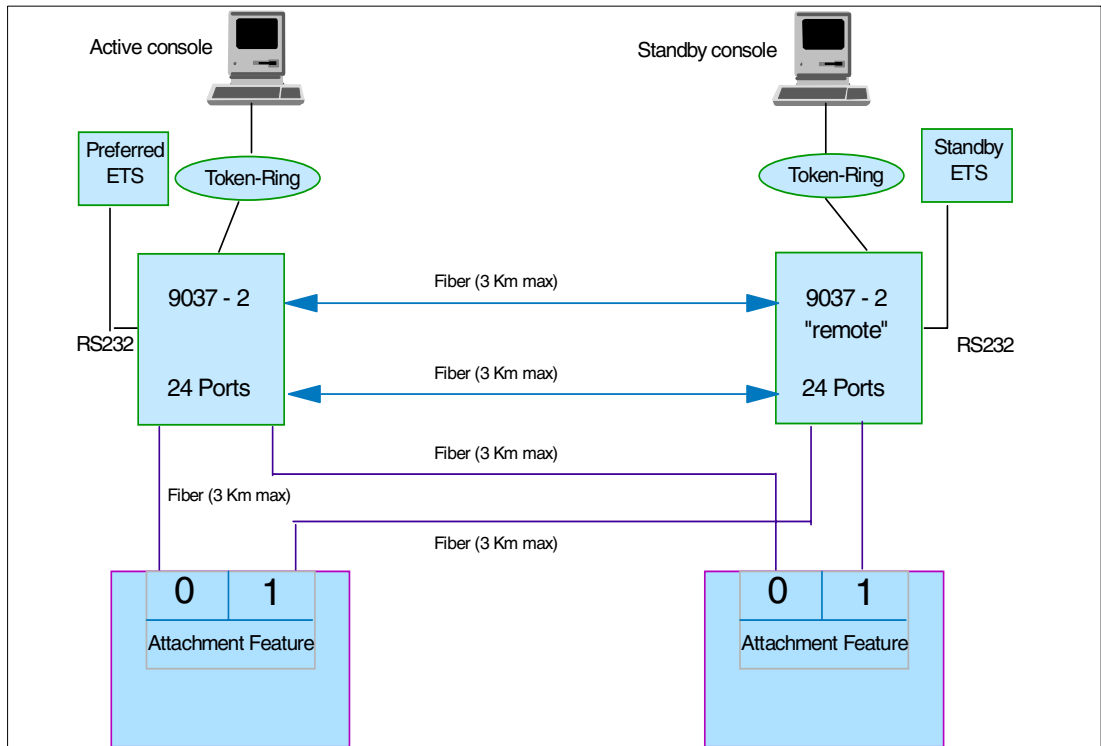 Active console
Standby console
Preferred
ETS
Token-Ring
Token-Ring
Standby
ETS
Fiber (3 Km max)
9037 - 2
9037 - 2
"remote"
RS232
RS232
Fiber (3 Km max)
24 Ports
24 Ports
Fiber (3 Km max)
Fiber (3 Km max)
Fiber (3 Km max)
0 1
Attachment Feature
0 1
Attachment Feature